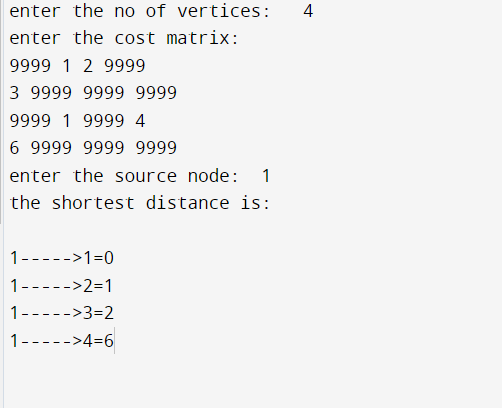 enter the no of vertices:   4
enter the cost matrix:
9999 1 2 9999
3 9999 9999 9999
9999 1 9999 4
6 9999 9999 9999
enter the source node:  1
the shortest distance is:
1----->1=0
1----->2=1
1----->3=2
1----->4=6